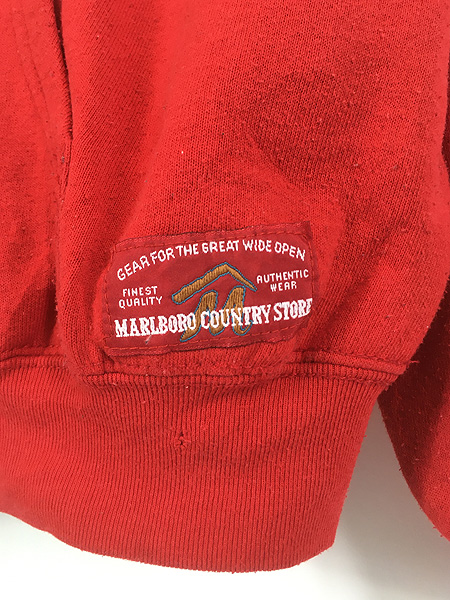 GEAR FOR THE GREAT WIDE OPEN
FINEST QUALITY
AUTHENTIC WEAR
M
MARLBORO COUNTRY STORE